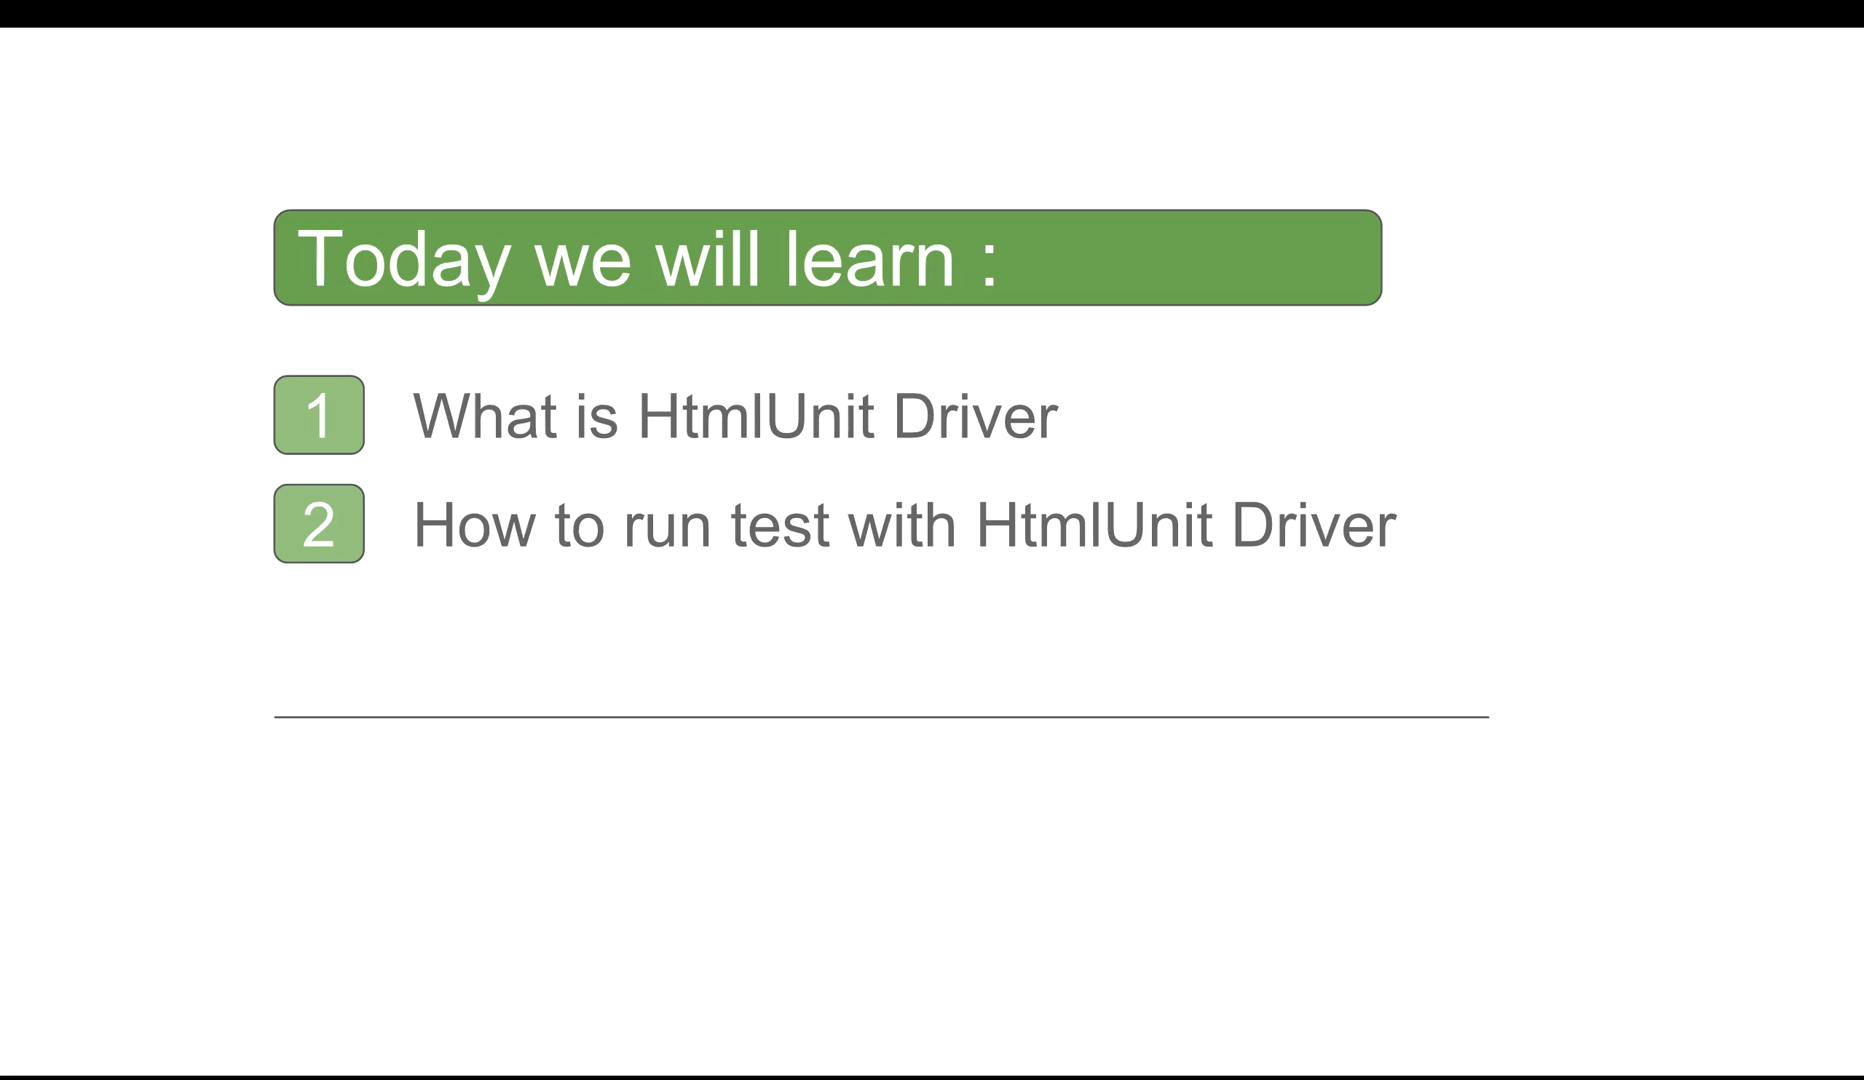 Today we will learn :
1 What is HtmlUnit Driver
2 How to run test with HtmlUnit Driver